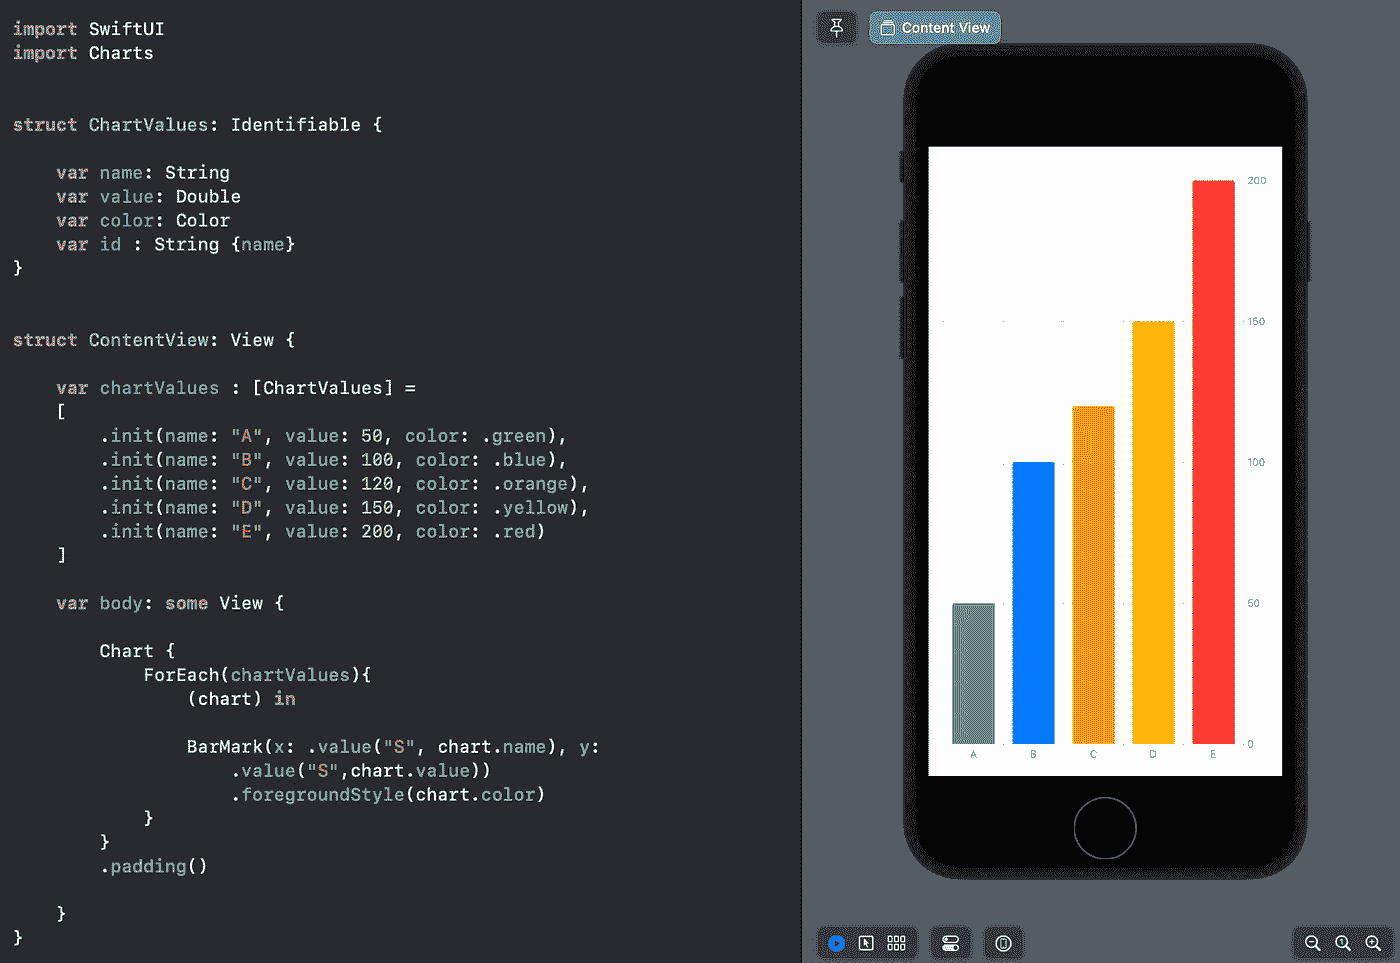 import SwiftUI
import Charts
struct ChartValues: Identifiable {
var name: String
var value: Double
var color: Color
var id : String {name}
}
struct ContentView: View {
var chartValues : [ChartValues] =
[
.init(name: "A", value: 50, color: .green),
.init(name: "B", value: 100, color: .blue),
.init(name: "C", value: 120, color: .orange),
.init(name: "D", value: 150, color: .yellow),
.init(name: "E", value: 200, color: .red)
]
var body: some View {
Chart {
ForEach(chartValues){
(chart) in
BarMark(x: .value("S", chart.name), y:
.value("S",chart.value))
.foregroundStyle(chart.color)
}
}
.padding()
}
}
Content View
200
150
100
50
0
A B C D E